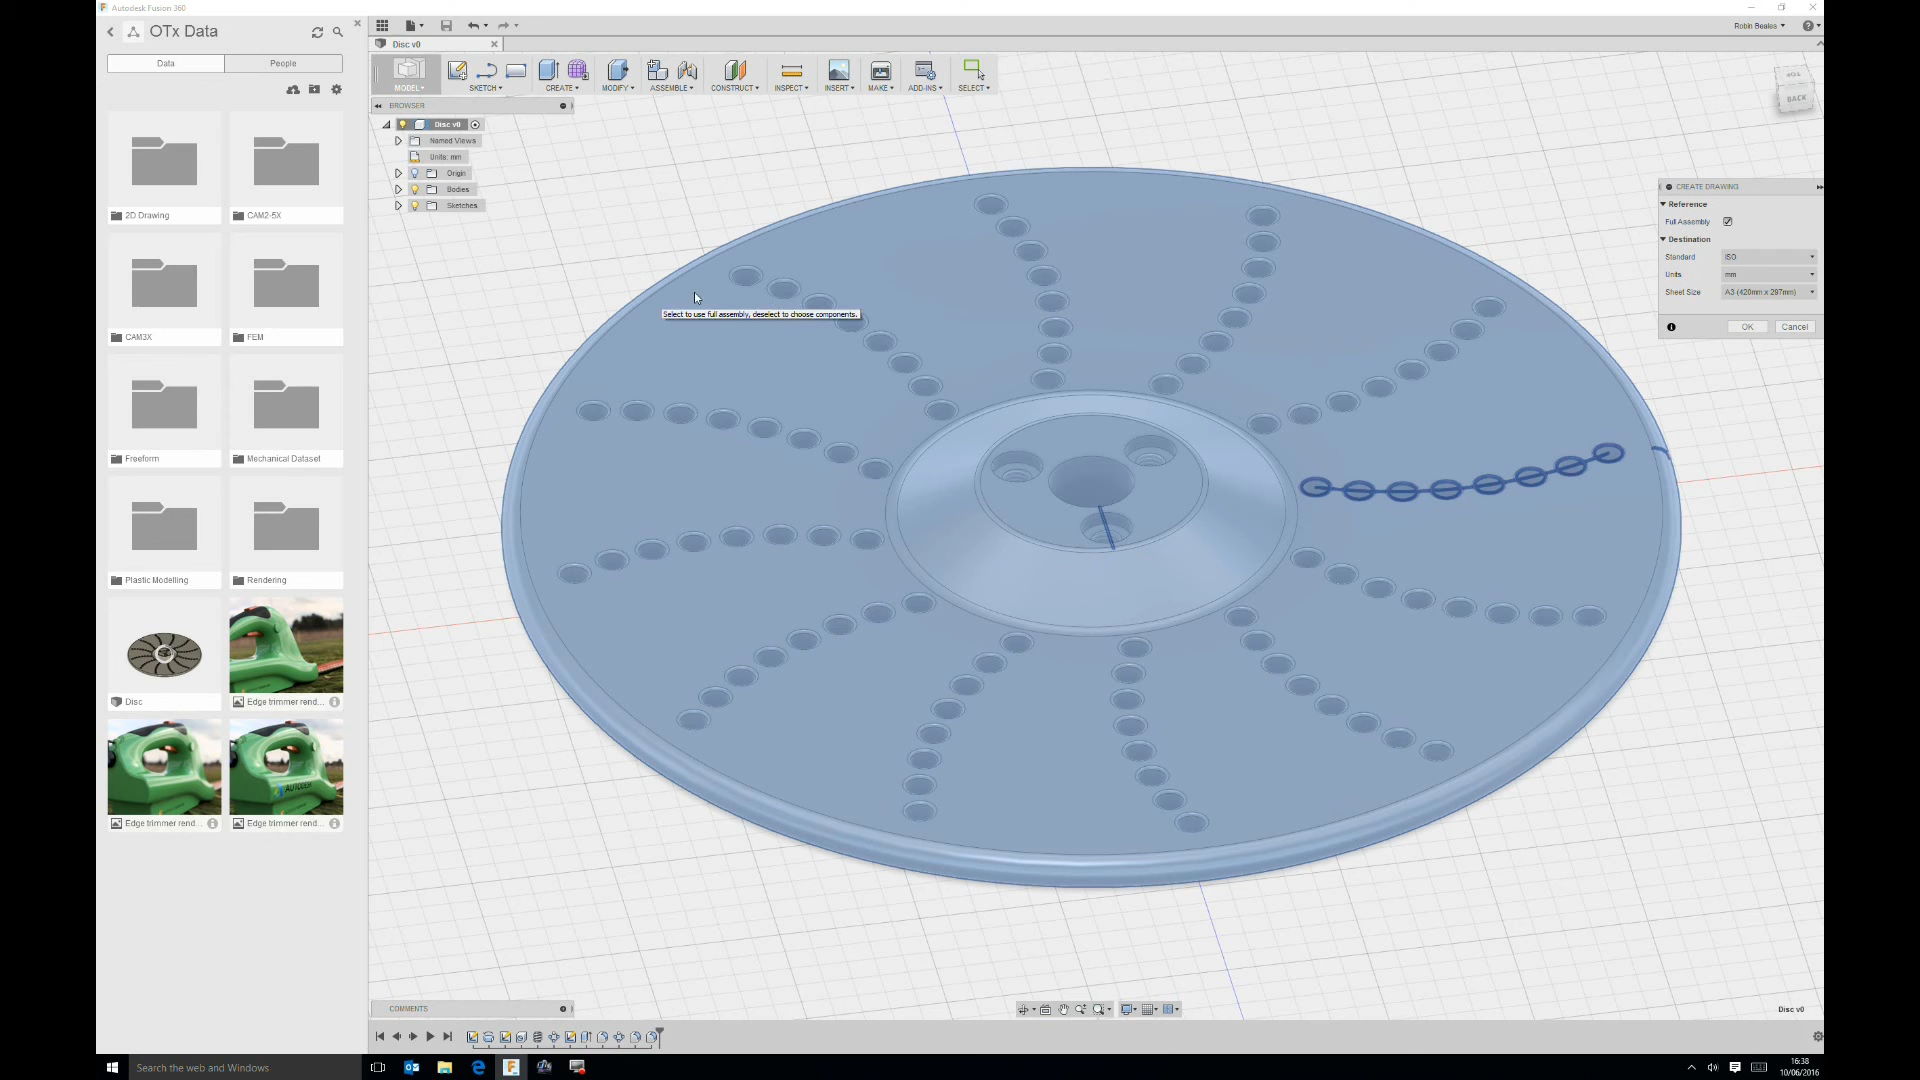 Autodesk Fusion 360
OTx Data
Robin Beales
Disc v0
Data
People
MODEL
SKETCH
CREATE
MODIFY
ASSEMBLE
CONSTRUCT
INSPECT
INSERT
MAKE
ADD-INS
SELECT
TOP
BACK
BROWSER
Disc v0
Named Views
Units: mm
Origin
Bodies
Sketches
2D Drawing
CAM2-5X
CAM3X
FEM
Freeform
Mechanical Dataset
Plastic Modelling
Rendering
Disc
Edge trimmer rend...
Edge trimmer rend...
Edge trimmer rend...
AUTODESK
Select to use full assembly, deselect to choose components.
CREATE DRAWING
Reference
Full Assembly
Destination
Standard ISO
Units mm
Sheet Size A3 (420mm x 297mm)
OK Cancel
COMMENTS
Disc v0
Search the web and Windows
16:38
10/06/2016